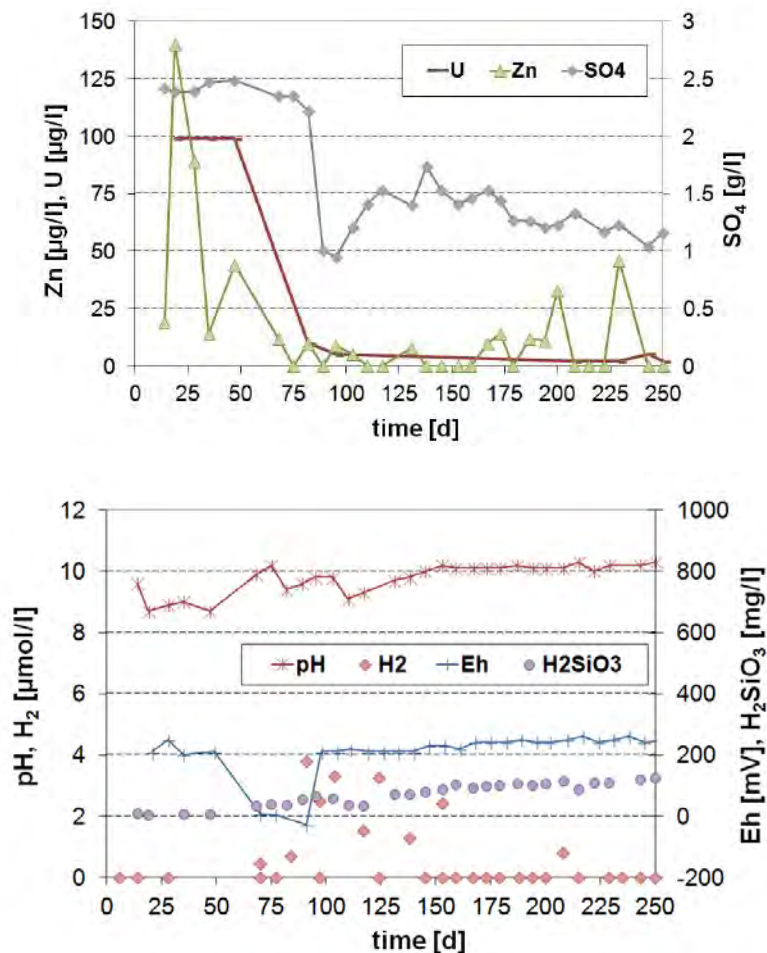 150 3
U Zn SO4
125 2.5
100 2
75 1.5
50 1
25 0.5
0 0
Zn [µg/l], U [µg/l]
SO₄ [g/l]
0 25 50 75 100 125 150 175 200 225 250
time [d]
12 1000
10 800
8 600
pH H2 Eh H2SiO3
6 400
4 200
2 0
0 -200
pH, H₂ [µmol/l]
Eh [mV], H₂SiO₃ [mg/l]
0 25 50 75 100 125 150 175 200 225 250
time [d]